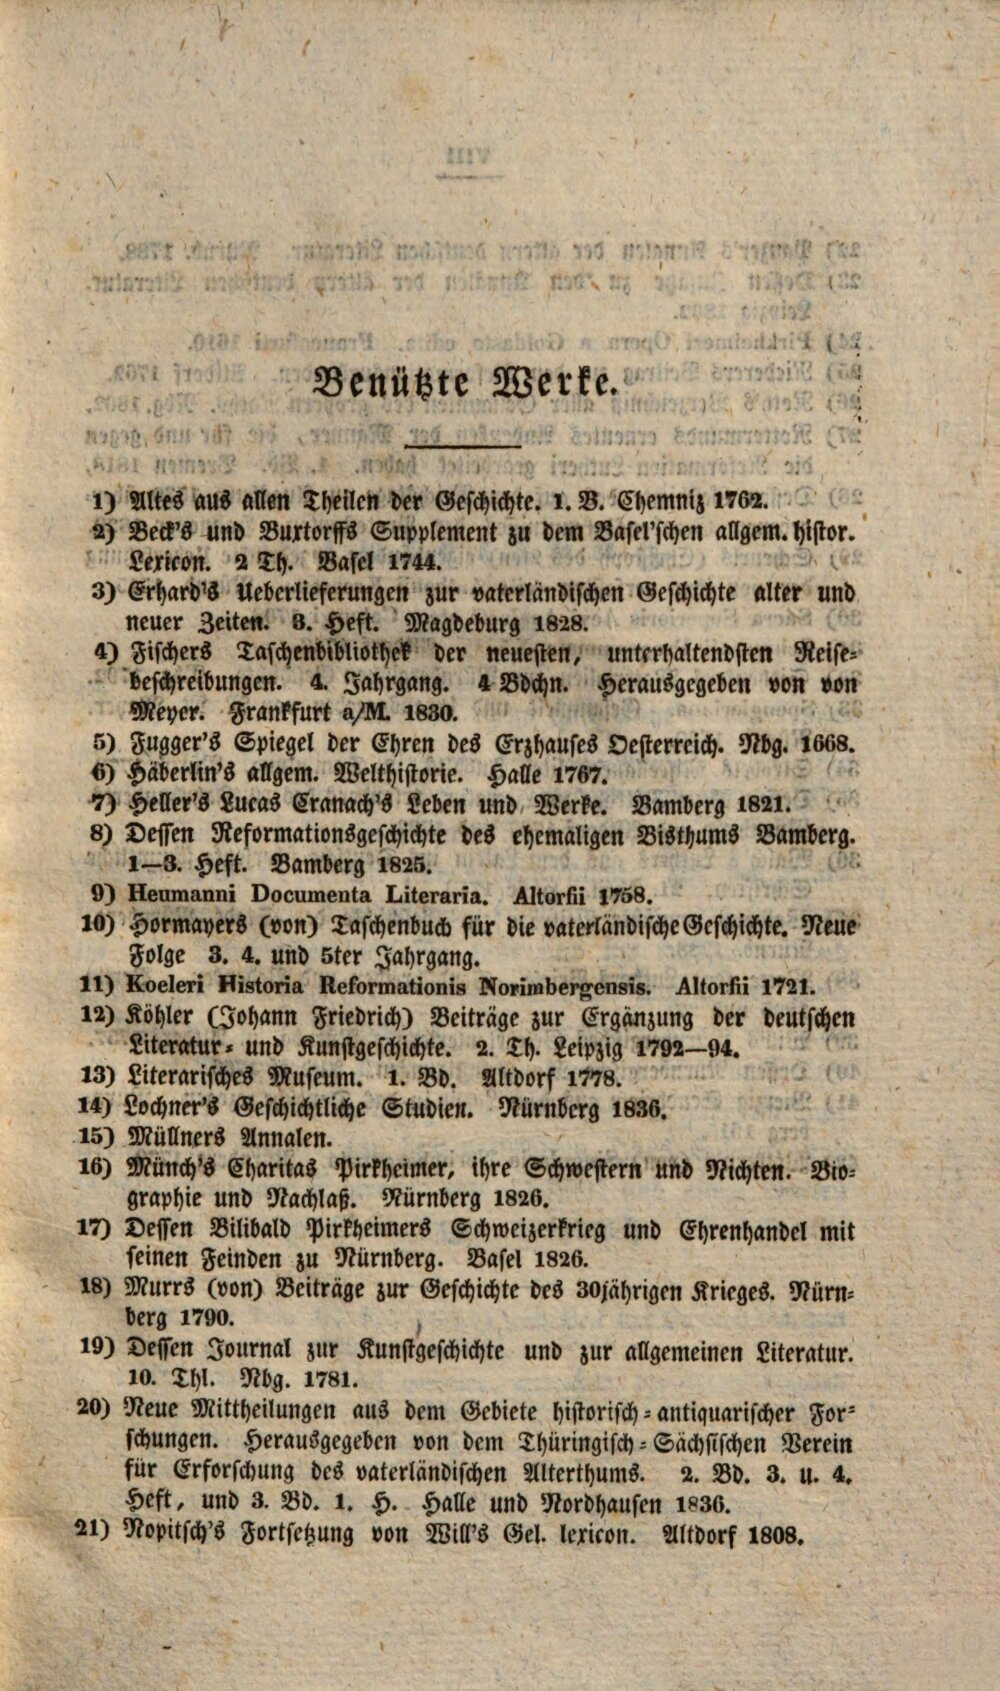 Benützte Werke.
1) Altes aus allen Theilen der Geschichte. 1. B. Chemniz 1762.
2) Beck's und Buxtorffs Supplement zu dem Basel'schen allgem. histor.
Lexicon. 2 Th. Basel 1744.
3) Erhard's Ueberlieferungen zur vaterländischen Geschichte alter und
neuer Zeiten. 3. Heft. Magdeburg 1828.
4) Fischers Taschenbibliothek der neuesten, unterhaltendsten Reise-
beschreibungen. 4. Jahrgang. 4 Bdchn. Herausgegeben von von
Meyer. Frankfurt a/M. 1830.
5) Fugger's Spiegel der Ehren des Erzhauses Oesterreich. Nbg. 1668.
6) Häberlin's allgem. Welthistorie. Halle 1767.
7) Heller's Lucas Cranach's Leben und Werke. Bamberg 1821.
8) Dessen Reformationsgeschichte des ehemaligen Bisthums Bamberg.
1—3. Heft. Bamberg 1825.
9) Heumanni Documenta Literaria. Altorfii 1758.
10) Hormayers (von) Taschenbuch für die vaterländische Geschichte. Neue
Folge 3. 4. und 5ter Jahrgang.
11) Koeleri Historia Reformationis Norimbergensis. Altorfii 1721.
12) Köhler (Johann Friedrich) Beiträge zur Ergänzung der deutschen
Literatur- und Kunstgeschichte. 2. Th. Leipzig 1792—94.
13) Literarisches Museum. 1. Bd. Altdorf 1778.
14) Lochner's Geschichtliche Studien. Nürnberg 1836.
15) Müllners Annalen.
16) Münch's Charitas Pirkheimer, ihre Schwestern und Nichten. Bio-
graphie und Nachlaß. Nürnberg 1826.
17) Dessen Bilibald Pirkheimers Schweizerkrieg und Ehrenhandel mit
seinen Feinden zu Nürnberg. Basel 1826.
18) Murrs (von) Beiträge zur Geschichte des 30jährigen Krieges. Nürn-
berg 1790.
19) Dessen Journal zur Kunstgeschichte und zur allgemeinen Literatur.
10. Thl. Nbg. 1781.
20) Neue Mittheilungen aus dem Gebiete historisch-antiquarischer For-
schungen. Herausgegeben von dem Thüringisch-Sächsischen Verein
für Erforschung des vaterländischen Alterthums. 2. Bd. 3. u. 4.
Heft, und 3. Bd. 1. H. Halle und Nordhausen 1836.
21) Nopitsch's Fortsetzung von Will's Gel. lexicon. Altdorf 1808.